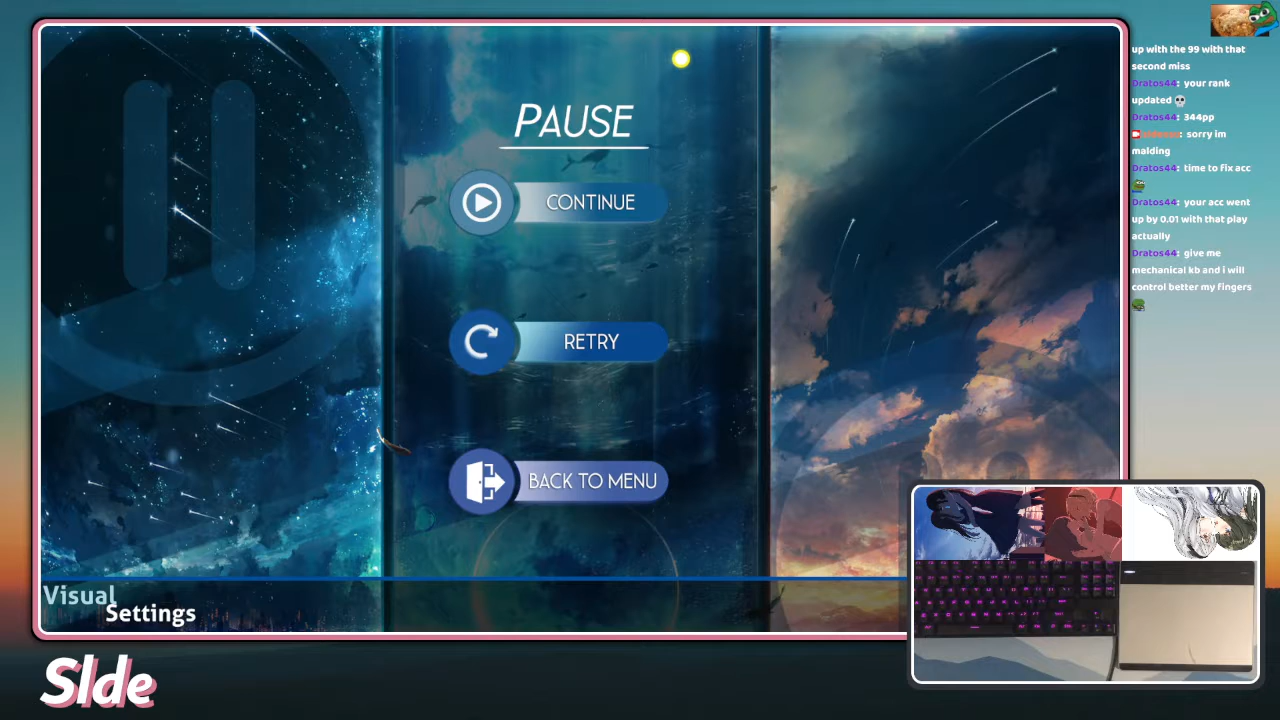 PAUSE
CONTINUE
RETRY
BACK TO MENU
Visual
Settings
Slde
up with the 99 with that
second miss
Dratos44: your rank
updated
Dratos44: 344pp
sorry im
malding
Dratos44: time to fix acc
Dratos44: your acc went
up by 0.01 with that play
actually
Dratos44: give me
mechanical kb and i will
control better my fingers